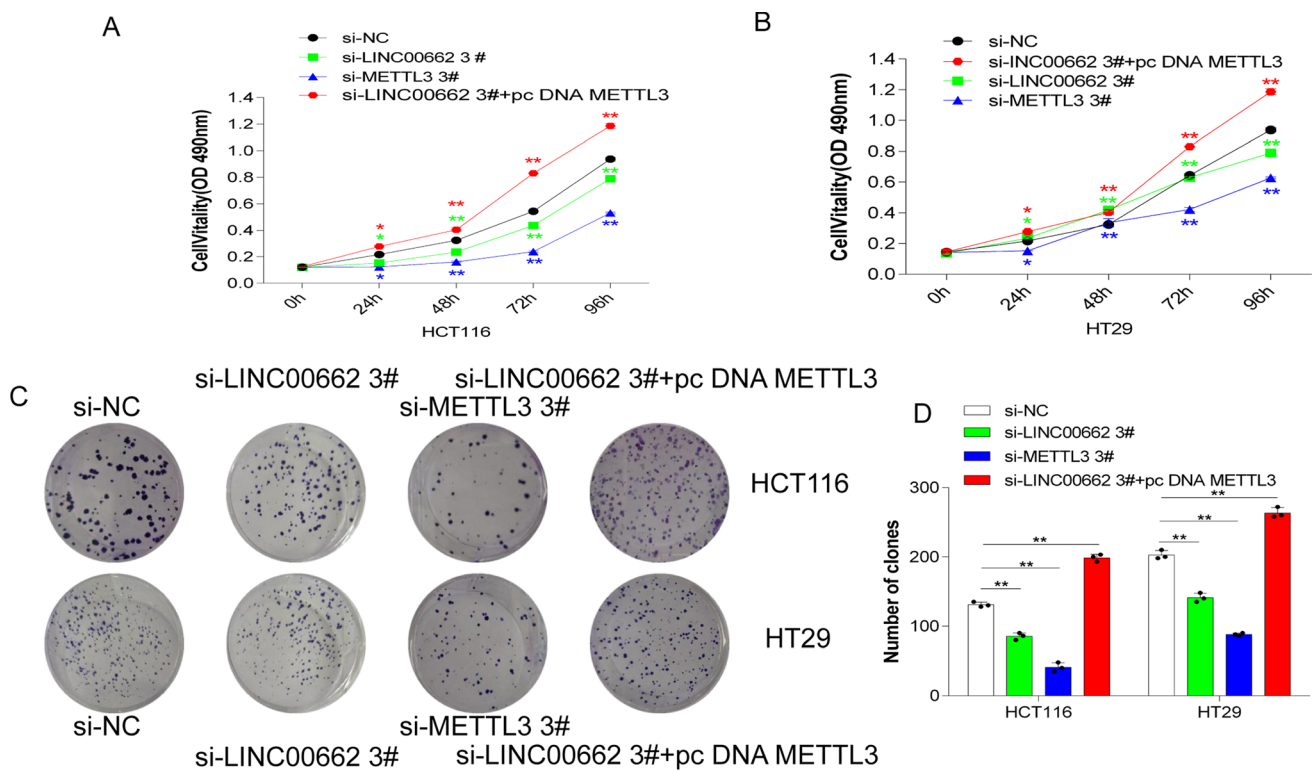 A
si-NC
si-LINC00662 3#
si-METTL3 3#
si-LINC00662 3#+pc DNA METTL3
CellVitality(OD 490nm)
1.4
1.2
1.0
0.8
0.6
0.4
0.2
0.0
* ** ** **
* ** ** **
* ** ** **
0h 24h 48h 72h 96h
HCT116
B
si-NC
si-INC00662 3#+pc DNA METTL3
si-LINC00662 3#
si-METTL3 3#
CellVitality(OD 490nm)
1.4
1.2
1.0
0.8
0.6
0.4
0.2
0.0
* ** ** **
* ** ** **
* ** ** **
0h 24h 48h 72h 96h
HT29
C
si-LINC00662 3# si-LINC00662 3#+pc DNA METTL3
si-NC si-METTL3 3#
HCT116
HT29
si-NC si-METTL3 3#
si-LINC00662 3# si-LINC00662 3#+pc DNA METTL3
D
si-NC
si-LINC00662 3#
si-METTL3 3#
si-LINC00662 3#+pc DNA METTL3
Number of clones
300
200
100
0
** ** **
** ** **
HCT116 HT29